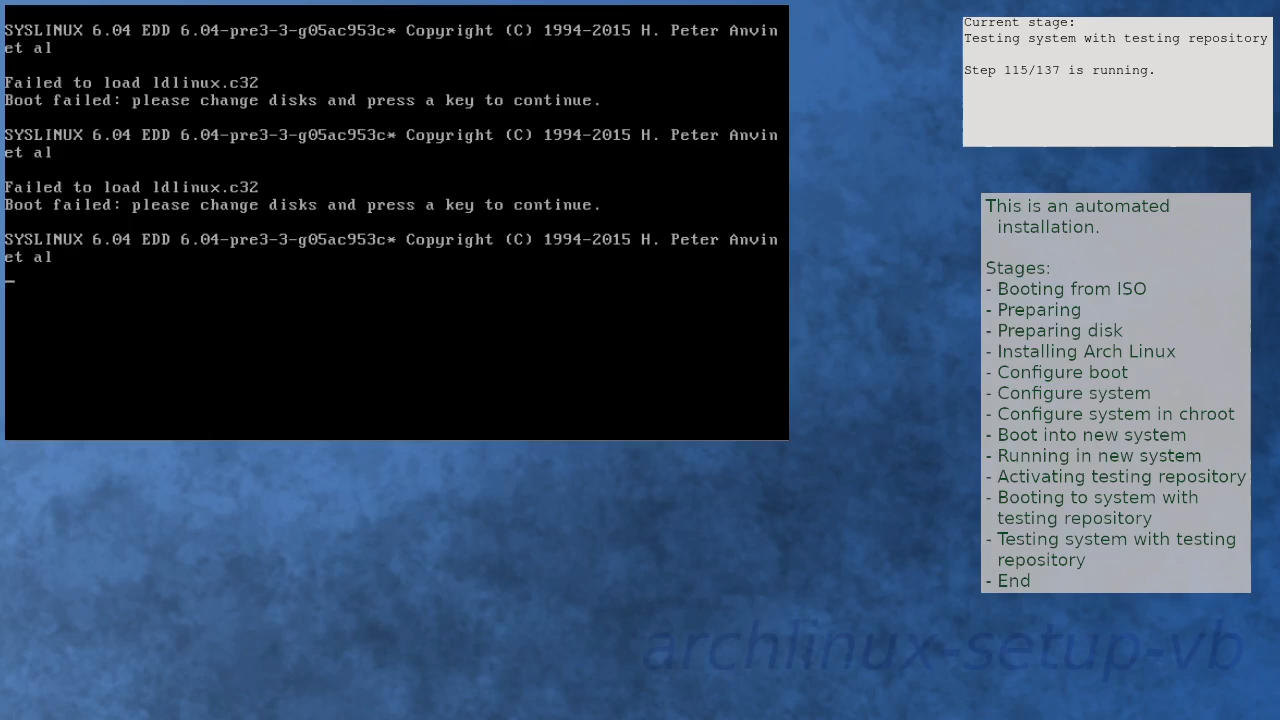 SYSLINUX 6.04 EDD 6.04-pre3-3-g05ac953c* Copyright (C) 1994-2015 H. Peter Anvin
et al
Failed to load ldlinux.c32
Boot failed: please change disks and press a key to continue.
SYSLINUX 6.04 EDD 6.04-pre3-3-g05ac953c* Copyright (C) 1994-2015 H. Peter Anvin
et al
Failed to load ldlinux.c32
Boot failed: please change disks and press a key to continue.
SYSLINUX 6.04 EDD 6.04-pre3-3-g05ac953c* Copyright (C) 1994-2015 H. Peter Anvin
et al
Current stage:
Testing system with testing repository
Step 115/137 is running.
This is an automated
installation.
Stages:
- Booting from ISO
- Preparing
- Preparing disk
- Installing Arch Linux
- Configure boot
- Configure system
- Configure system in chroot
- Boot into new system
- Running in new system
- Activating testing repository
- Booting to system with
testing repository
- Testing system with testing
repository
- End
archlinux-setup-vb